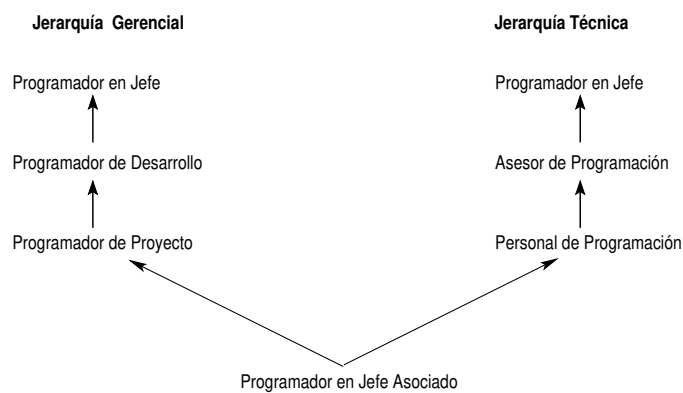 Jerarquía Gerencial
Jerarquía Técnica
Programador en Jefe
Programador en Jefe
Programador de Desarrollo
Asesor de Programación
Programador de Proyecto
Personal de Programación
Programador en Jefe Asociado